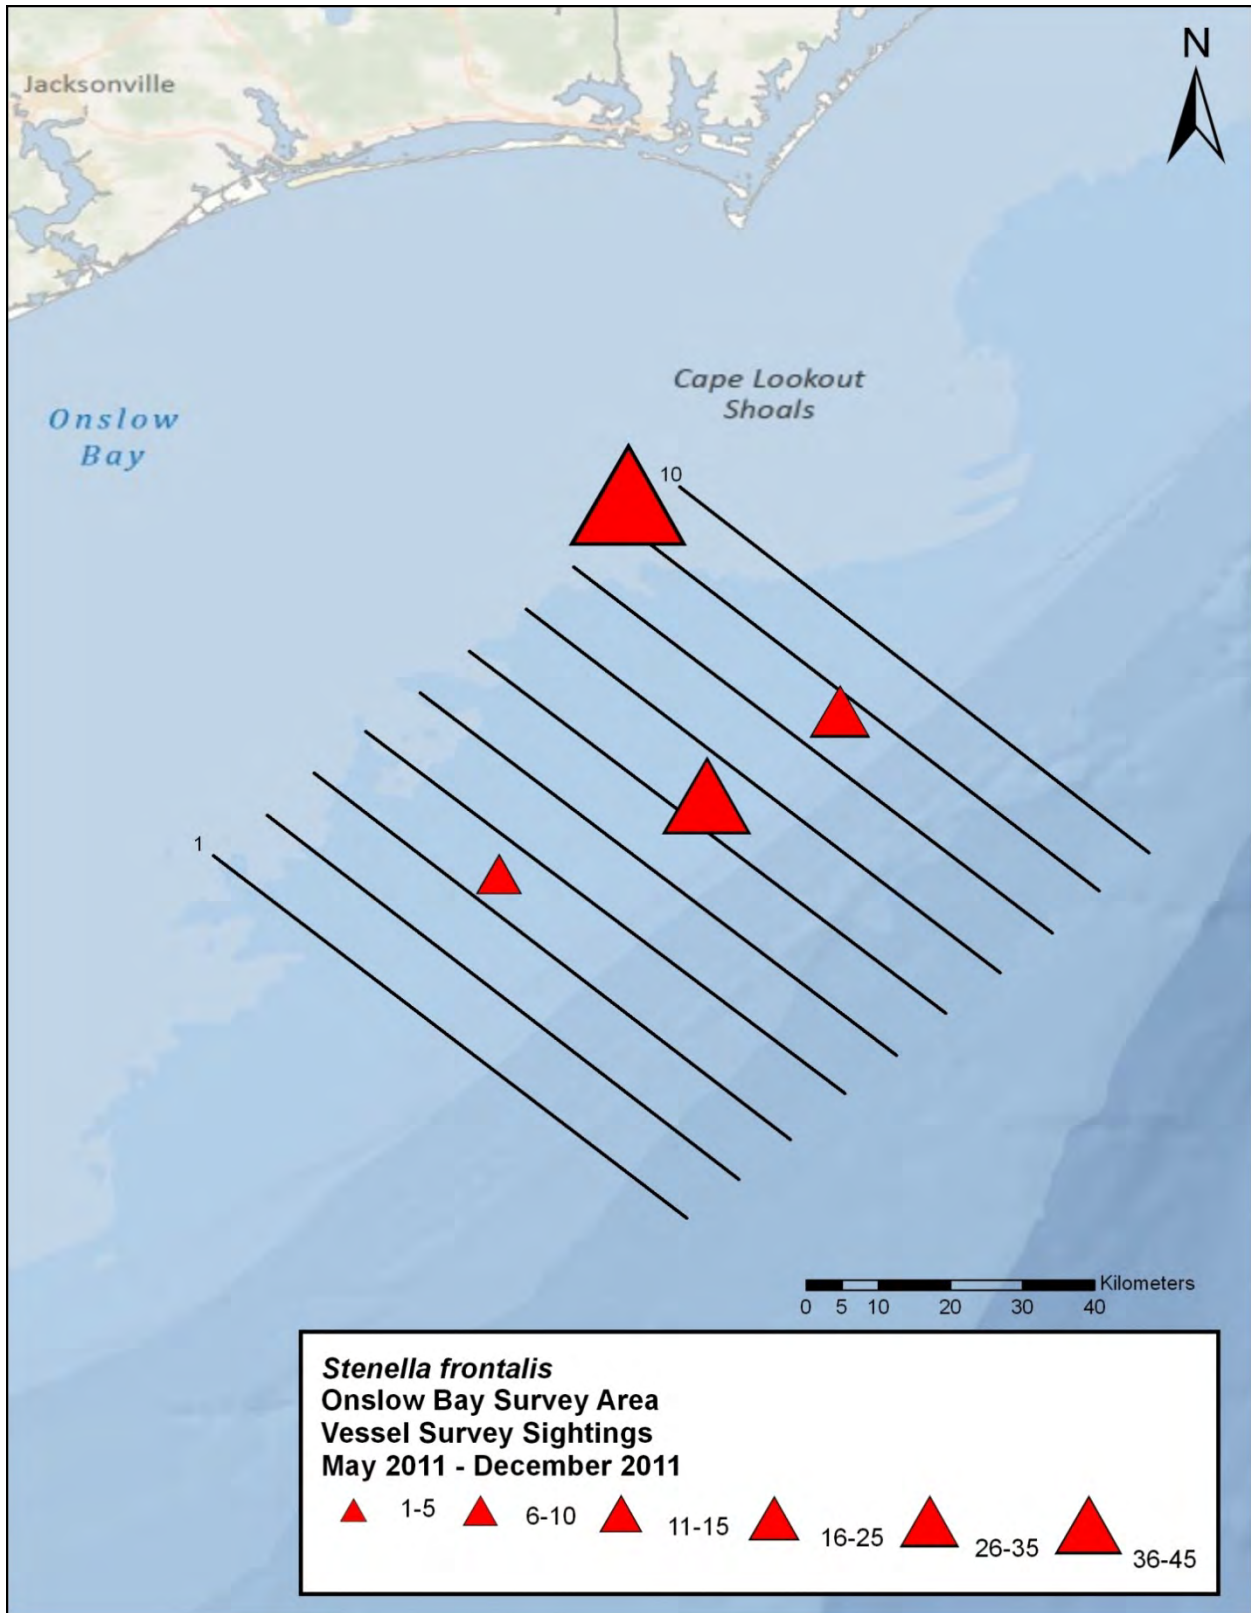 N
Jacksonville
Cape Lookout
Shoals
Onslow
Bay
10
1
Kilometers
0 5 10 20 30 40
Stenella frontalis
Onslow Bay Survey Area
Vessel Survey Sightings
May 2011 - December 2011
1-5 6-10 11-15 16-25 26-35 36-45